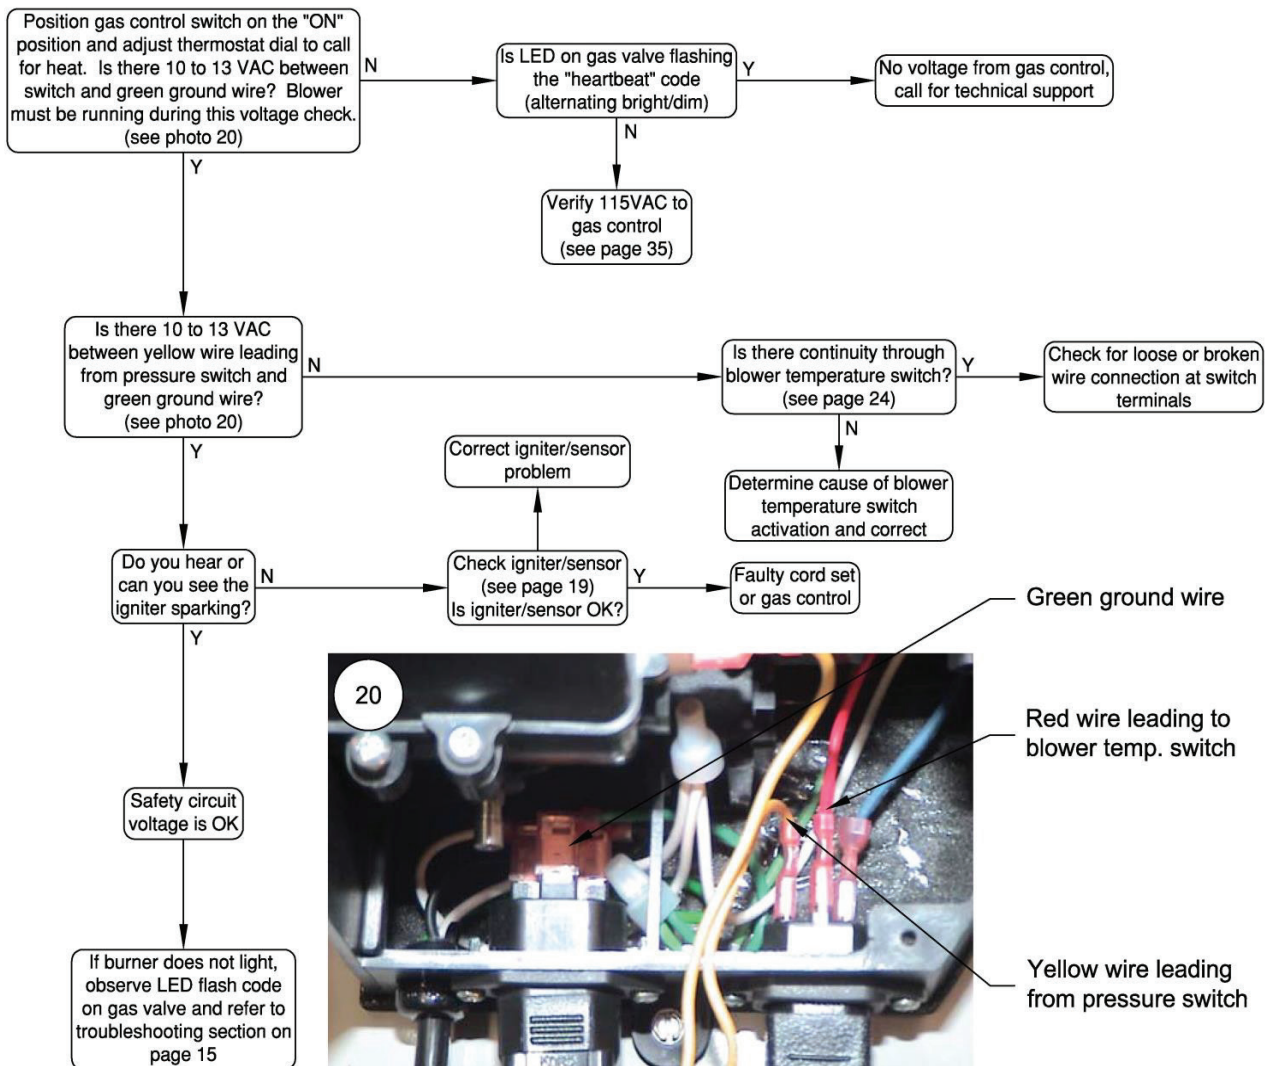 Position gas control switch on the "ON"
position and adjust thermostat dial to call
for heat. Is there 10 to 13 VAC between
switch and green ground wire? Blower
must be running during this voltage check.
(see photo 20)
N
Is LED on gas valve flashing
the "heartbeat" code
(alternating bright/dim)
Y
No voltage from gas control,
call for technical support
N
Verify 115VAC to
gas control
(see page 35)
Y
Is there 10 to 13 VAC
between yellow wire leading
from pressure switch and
green ground wire?
(see photo 20)
N
Is there continuity through
blower temperature switch?
(see page 24)
Y
Check for loose or broken
wire connection at switch
terminals
N
Determine cause of blower
temperature switch
activation and correct
Y
Do you hear or
can you see the
igniter sparking?
N
Check igniter/sensor
(see page 19)
Is igniter/sensor OK?
Correct igniter/sensor
problem
Y
Faulty cord set
or gas control
Y
Safety circuit
voltage is OK
If burner does not light,
observe LED flash code
on gas valve and refer to
troubleshooting section on
page 15
20
Green ground wire
Red wire leading to
blower temp. switch
Yellow wire leading
from pressure switch